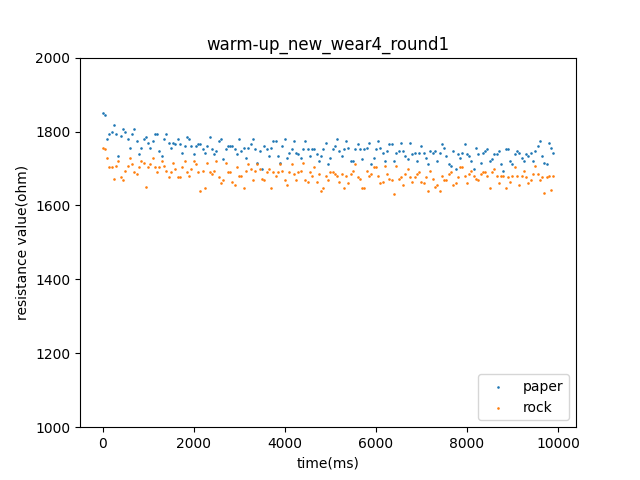 warm-up_new_wear4_round1
2000
1800
1600
1400
1200
1000
resistance value(ohm)
0 2000 4000 6000 8000 10000
time(ms)
paper
rock